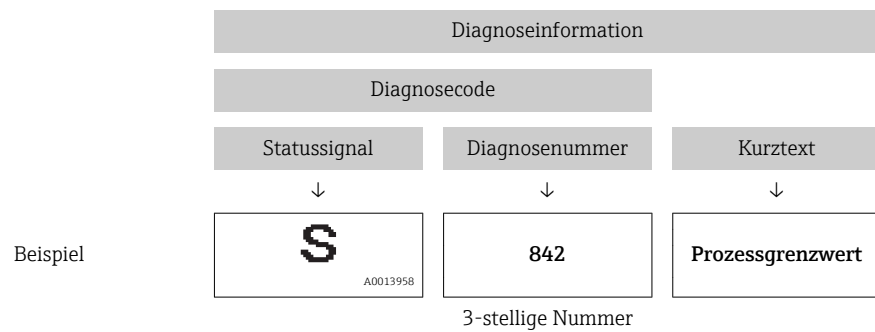 Diagnoseinformation
Diagnosecode
Statussignal Diagnosenummer Kurztext
↓ ↓ ↓
Beispiel S 842 Prozessgrenzwert
A0013958
3-stellige Nummer